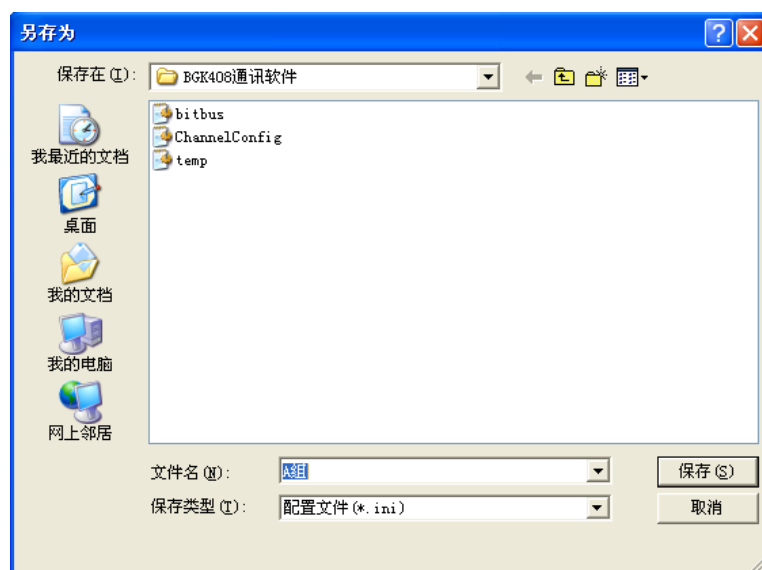 另存为
保存在(I):
BGK408通讯软件
bitbus
ChannelConfig
temp
我最近的文档
桌面
我的文档
我的电脑
网上邻居
文件名(N):
A组
保存(S)
保存类型(T):
配置文件(*.ini)
取消